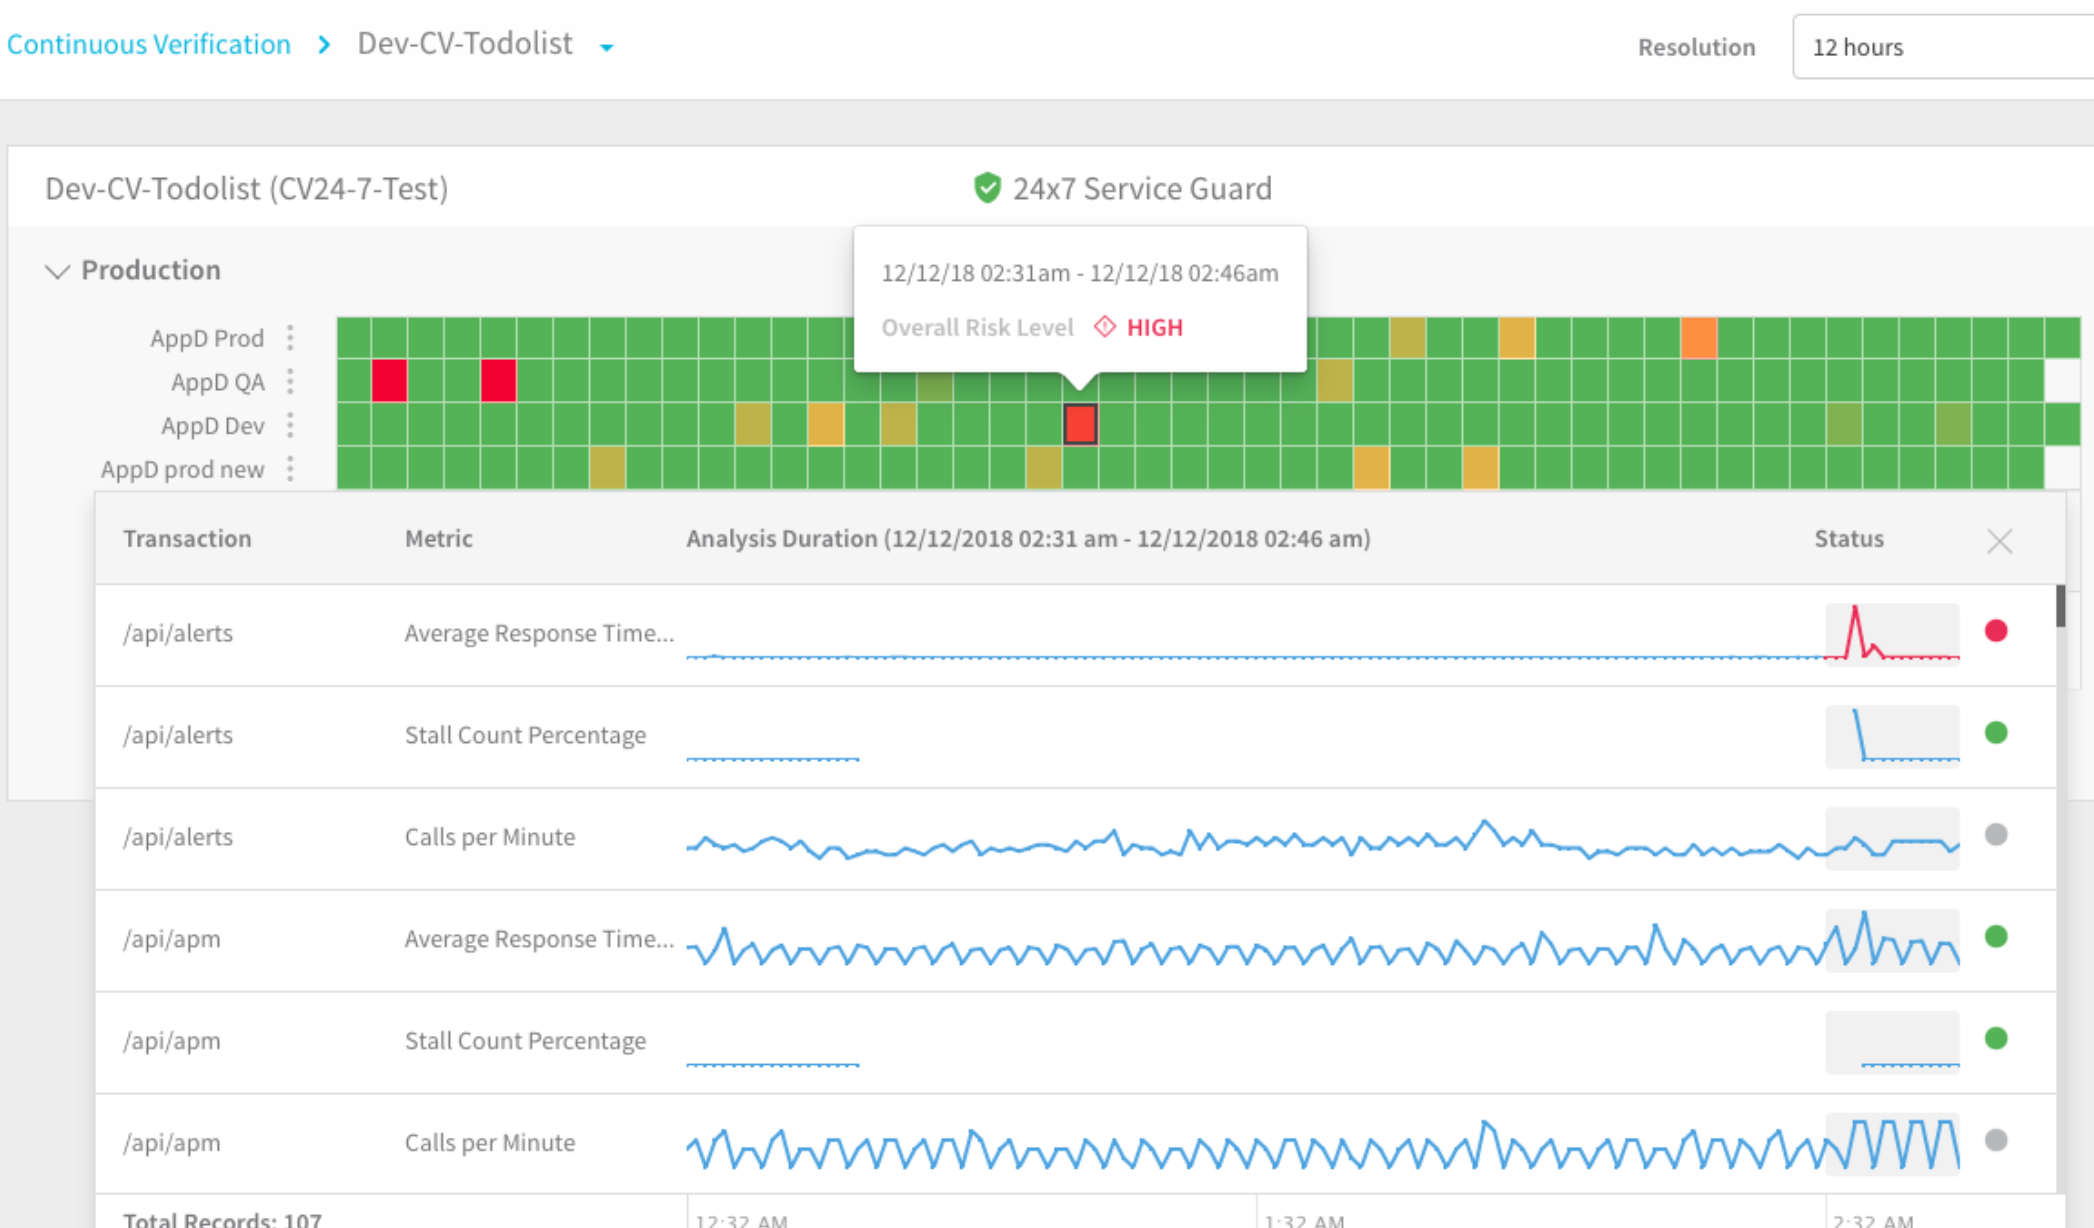 Continuous Verification > Dev-CV-Todolist
Resolution 12 hours
Dev-CV-Todolist (CV24-7-Test)
24x7 Service Guard
Production
12/12/18 02:31am - 12/12/18 02:46am
Overall Risk Level HIGH
AppD Prod
AppD QA
AppD Dev
AppD prod new
Transaction Metric Analysis Duration (12/12/2018 02:31 am - 12/12/2018 02:46 am) Status
/api/alerts Average Response Time...
/api/alerts Stall Count Percentage
/api/alerts Calls per Minute
/api/apm Average Response Time...
/api/apm Stall Count Percentage
/api/apm Calls per Minute
Total Records: 107 12:32 AM 1:32 AM 2:32 AM